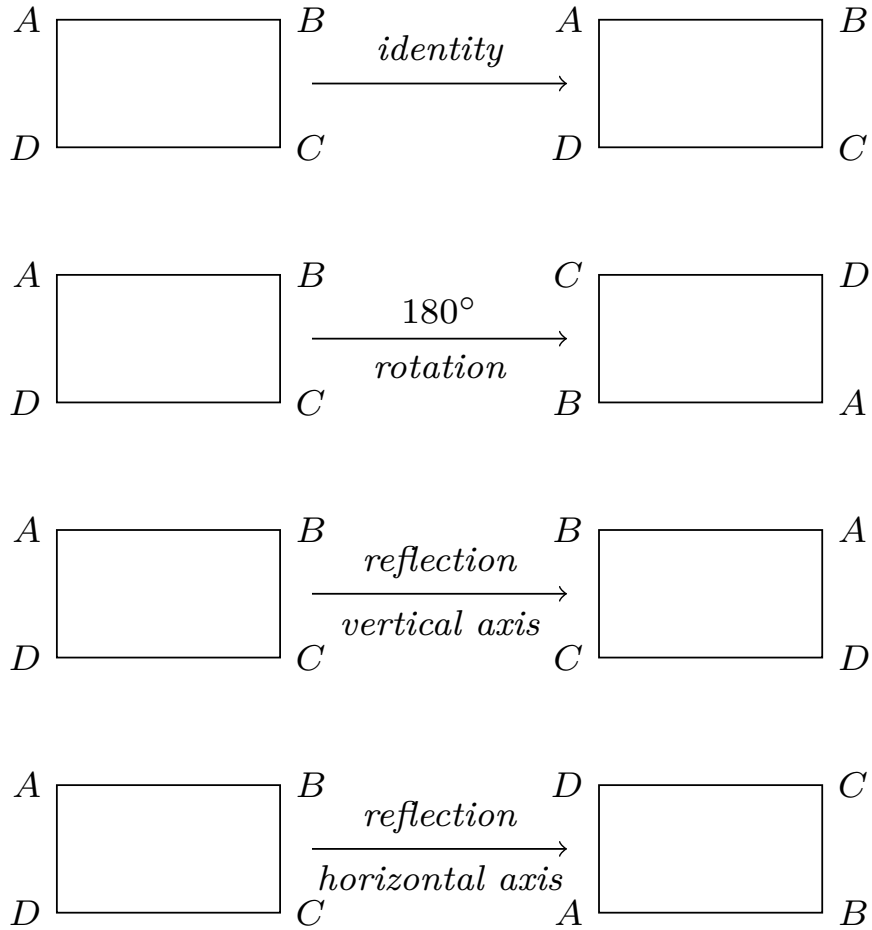 A B A B
identity
D C D C
A B C D
180°
rotation
D C B A
A B B A
reflection
vertical axis
D C C D
A B D C
reflection
horizontal axis
D C A B